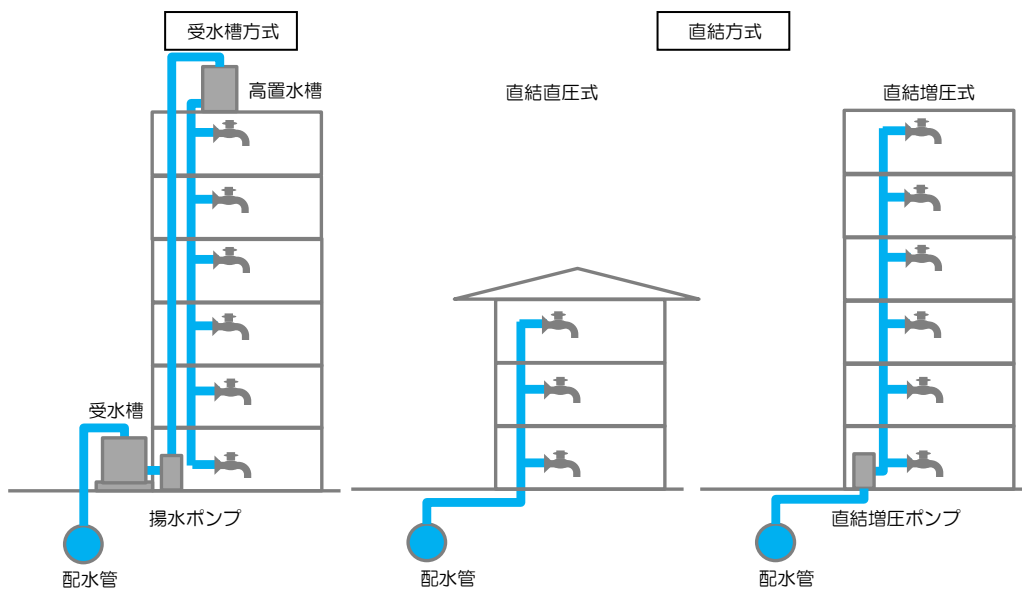 受水槽方式
直結方式
高置水槽
直結直圧式
直結増圧式
受水槽
揚水ポンプ
直結増圧ポンプ
配水管
配水管
配水管